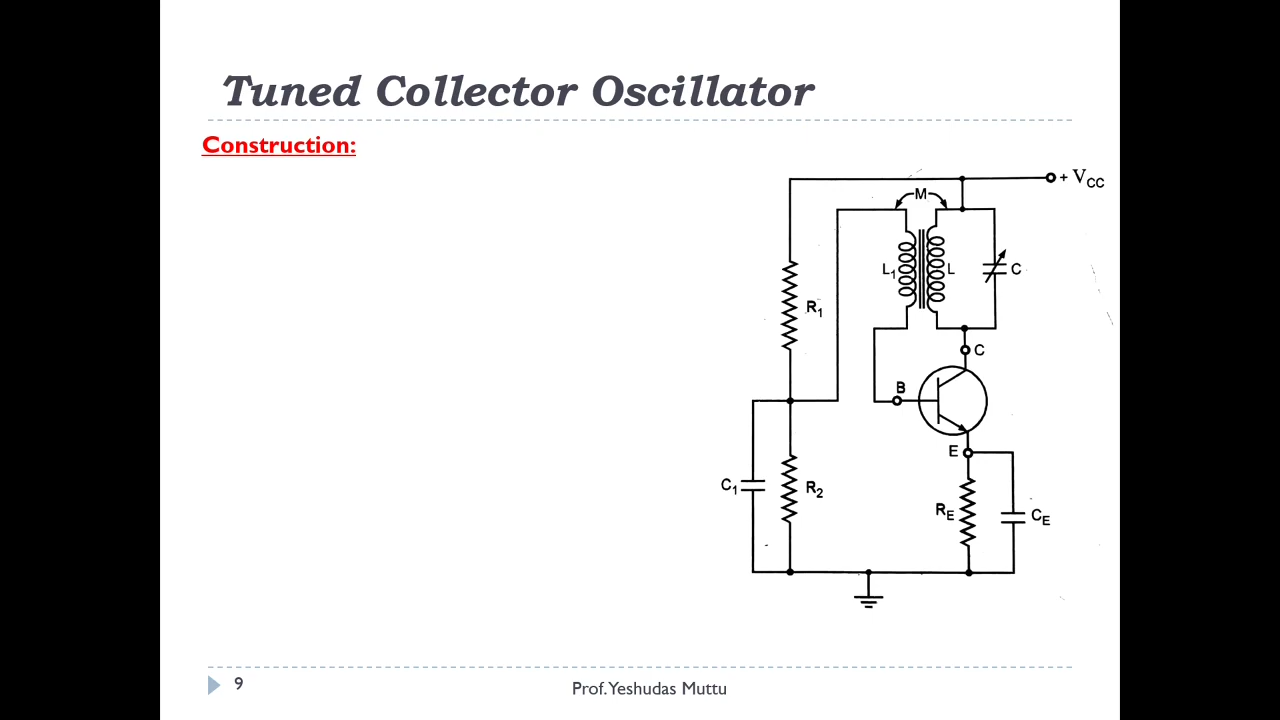 Tuned Collector Oscillator
Construction:
+ VCC
M
L1
L
C
R1
C
B
E
C1
R2
RE
CE
9
Prof.Yeshudas Muttu